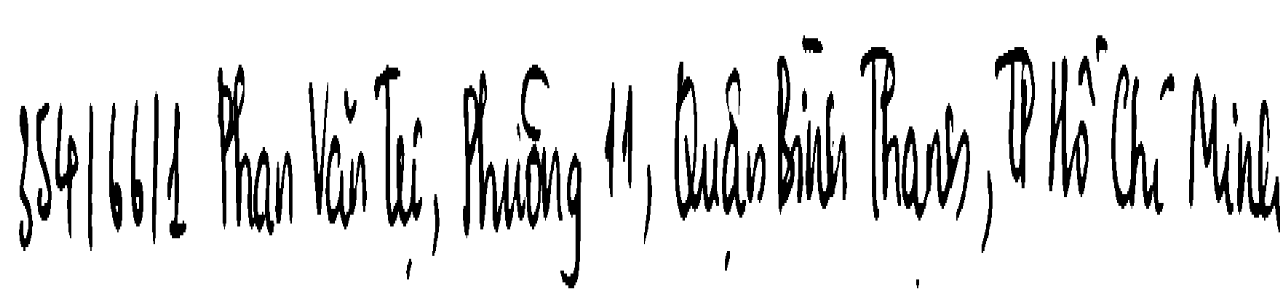 354/66/1 Phan Văn Trị, Phường 11, Quận Bình Thạnh, TP Hồ Chí Minh